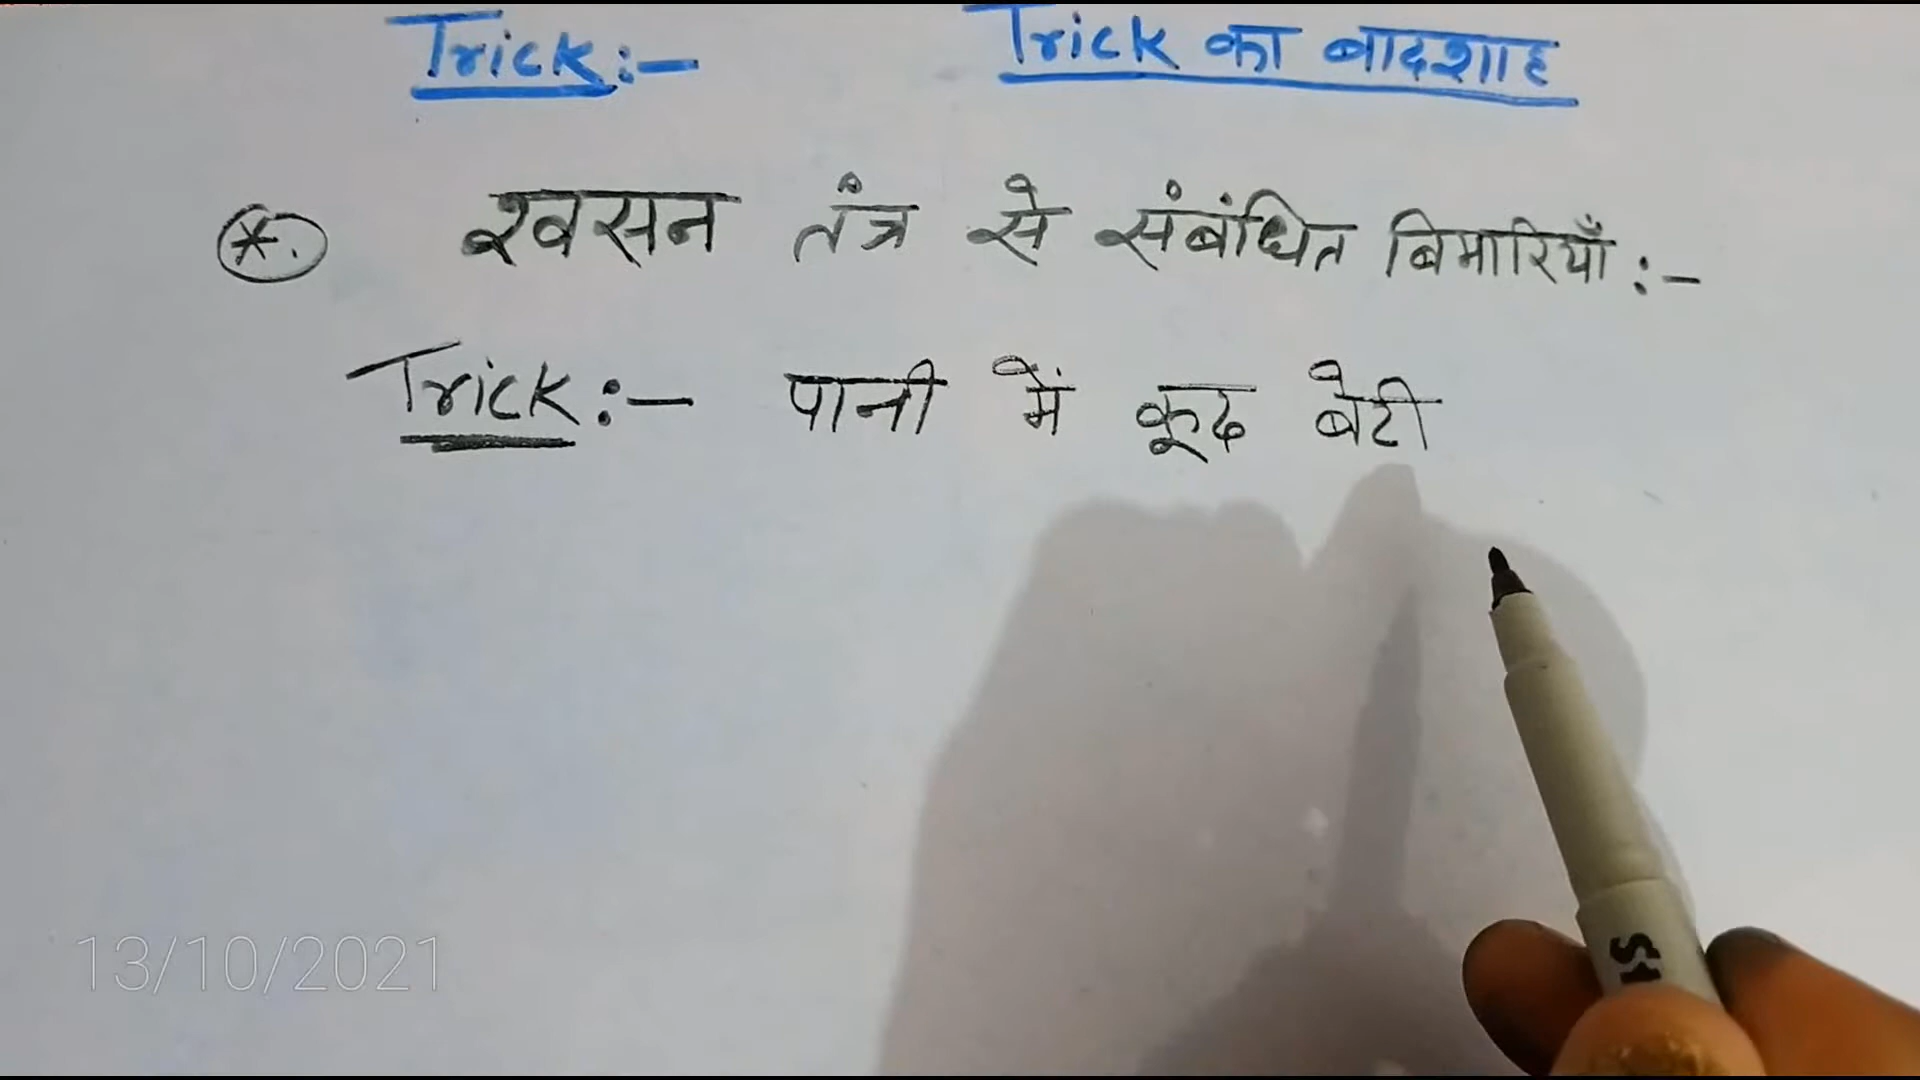 Trick:- Trick का बादशाह
*. श्वसन तंत्र से संबंधित बिमारियाँ:-
Trick:- पानी में कूद बेटी
13/10/2021